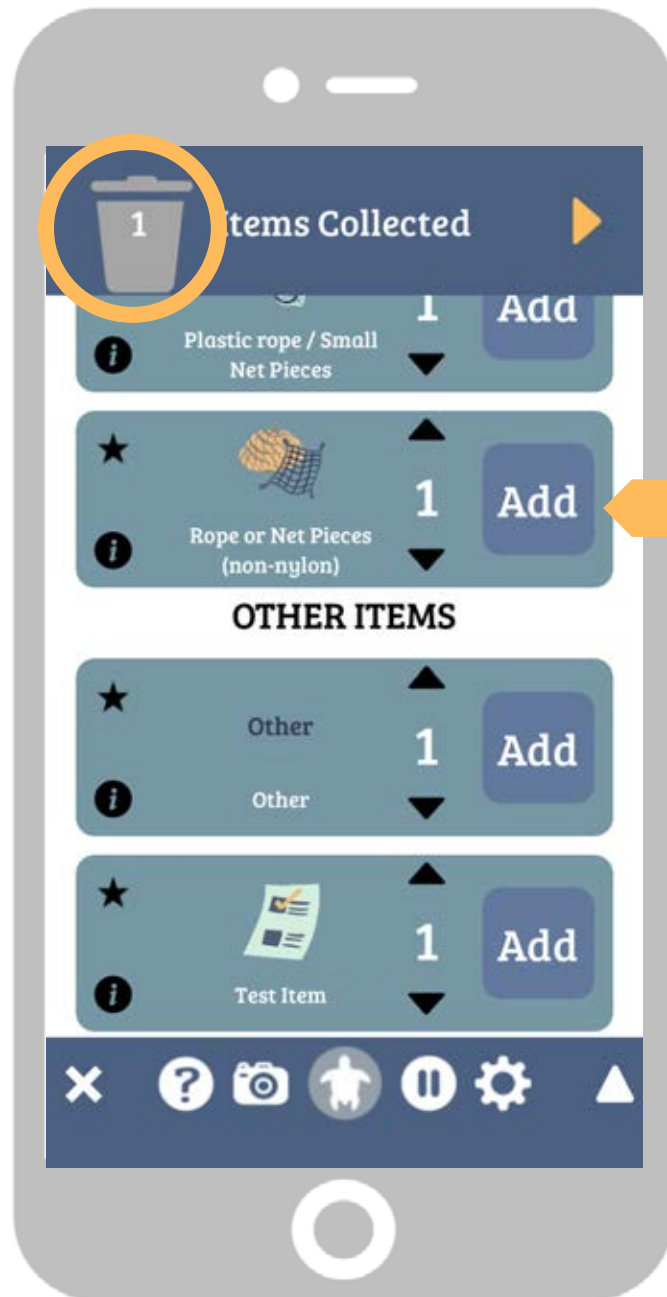 1 Items Collected
1 Add
Plastic rope / Small
Net Pieces
1 Add
Rope or Net Pieces
(non-nylon)
OTHER ITEMS
Other
1 Add
Other
1 Add
Test Item